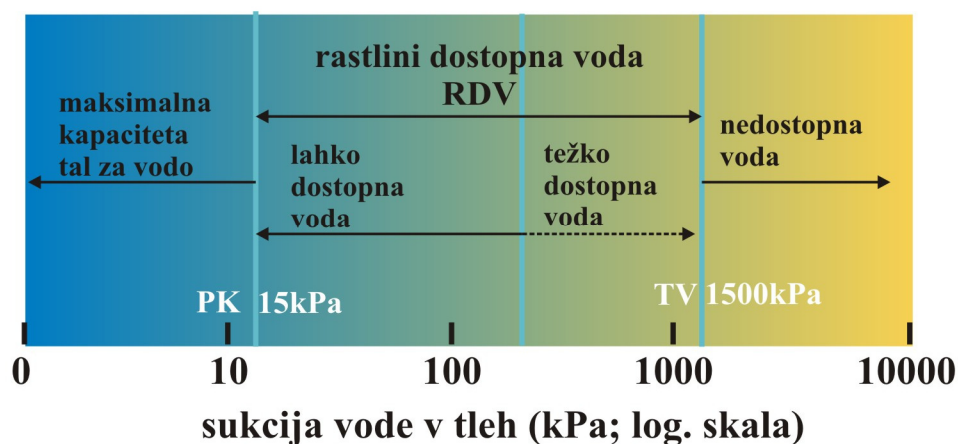 rastlini dostopna voda
RDV
maksimalna
kapaciteta
tal za vodo
lahko
dostopna
voda
težko
dostopna
voda
nedostopna
voda
PK 15kPa
TV 1500kPa
0 10 100 1000 10000
sukcija vode v tleh (kPa; log. skala)